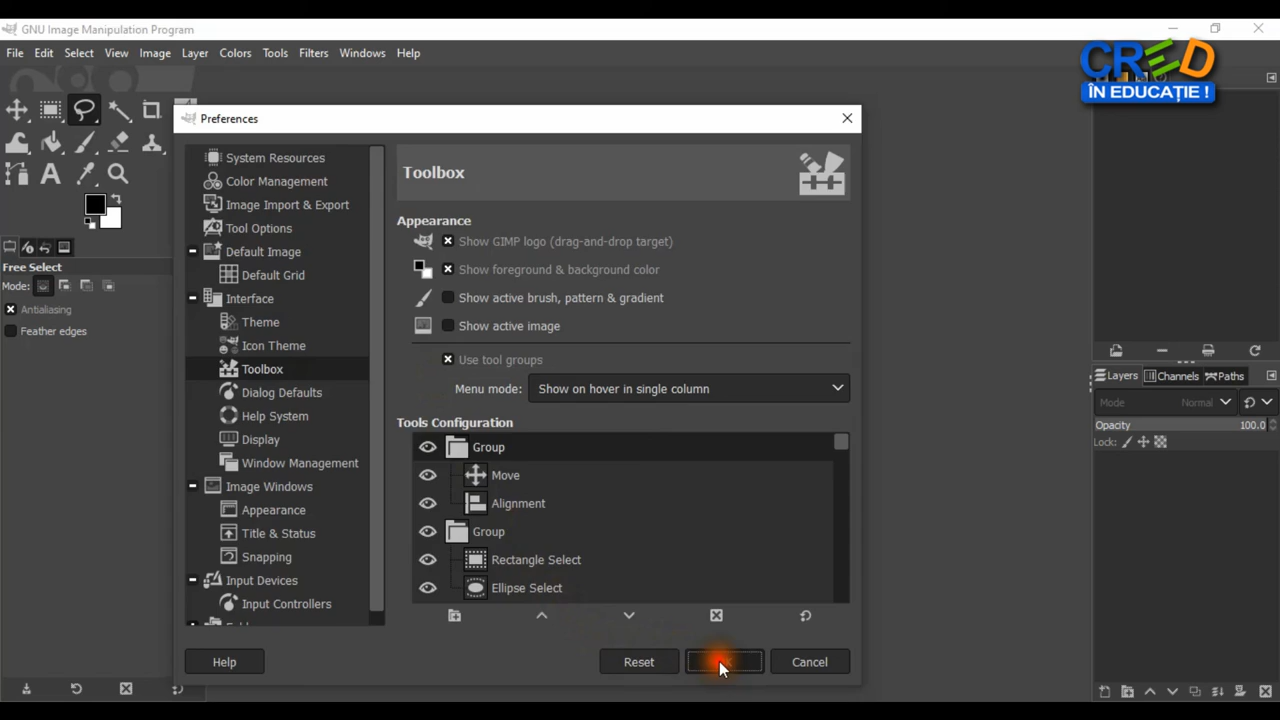 GNU Image Manipulation Program
File Edit Select View Image Layer Colors Tools Filters Windows Help
CRED
ÎN EDUCAȚIE !
Preferences
System Resources
Color Management
Image Import & Export
Tool Options
Default Image
Default Grid
Interface
Theme
Icon Theme
Toolbox
Dialog Defaults
Help System
Display
Window Management
Image Windows
Appearance
Title & Status
Snapping
Input Devices
Input Controllers
Toolbox
Appearance
Show GIMP logo (drag-and-drop target)
Show foreground & background color
Show active brush, pattern & gradient
Show active image
Use tool groups
Menu mode: Show on hover in single column
Tools Configuration
Group
Move
Alignment
Group
Rectangle Select
Ellipse Select
Help Reset Cancel
Free Select
Mode:
Antialiasing
Feather edges
Layers Channels Paths
Mode Normal
Opacity 100.0
Lock: